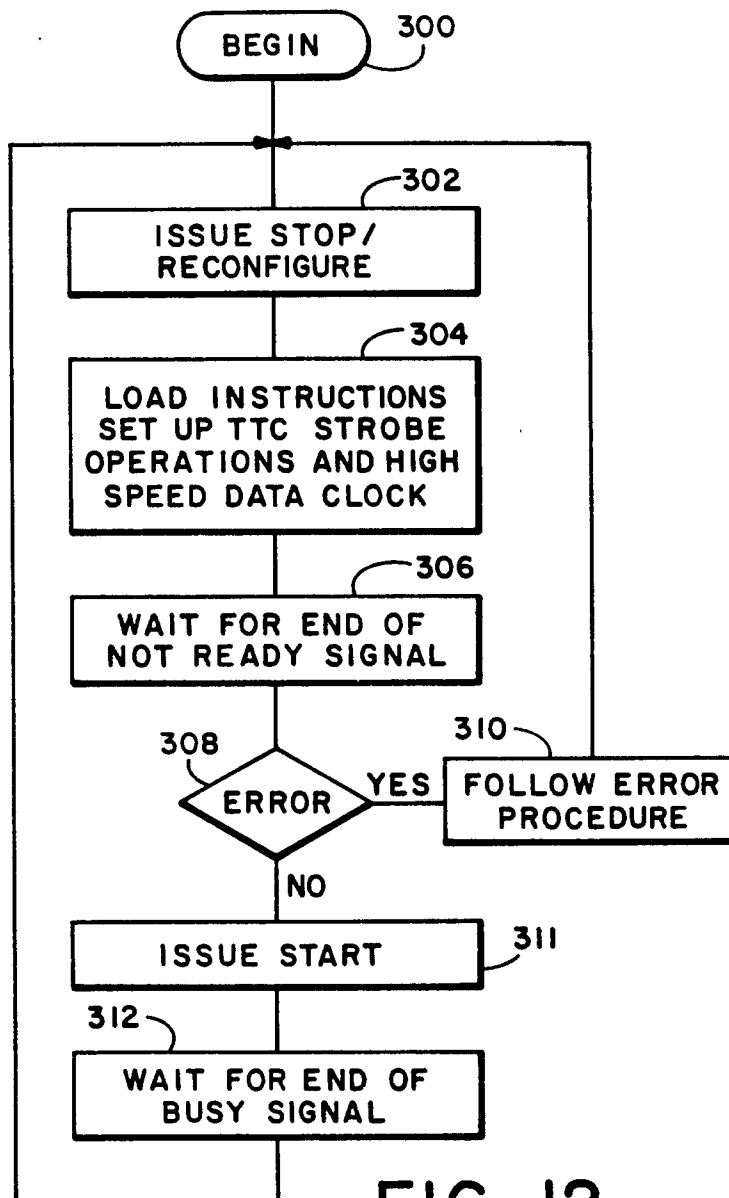 BEGIN
300
302
ISSUE STOP/
RECONFIGURE
304
LOAD INSTRUCTIONS
SET UP TTC STROBE
OPERATIONS AND HIGH
SPEED DATA CLOCK
306
WAIT FOR END OF
NOT READY SIGNAL
308
ERROR
YES
310
FOLLOW ERROR
PROCEDURE
NO
ISSUE START
311
312
WAIT FOR END OF
BUSY SIGNAL
FIG.